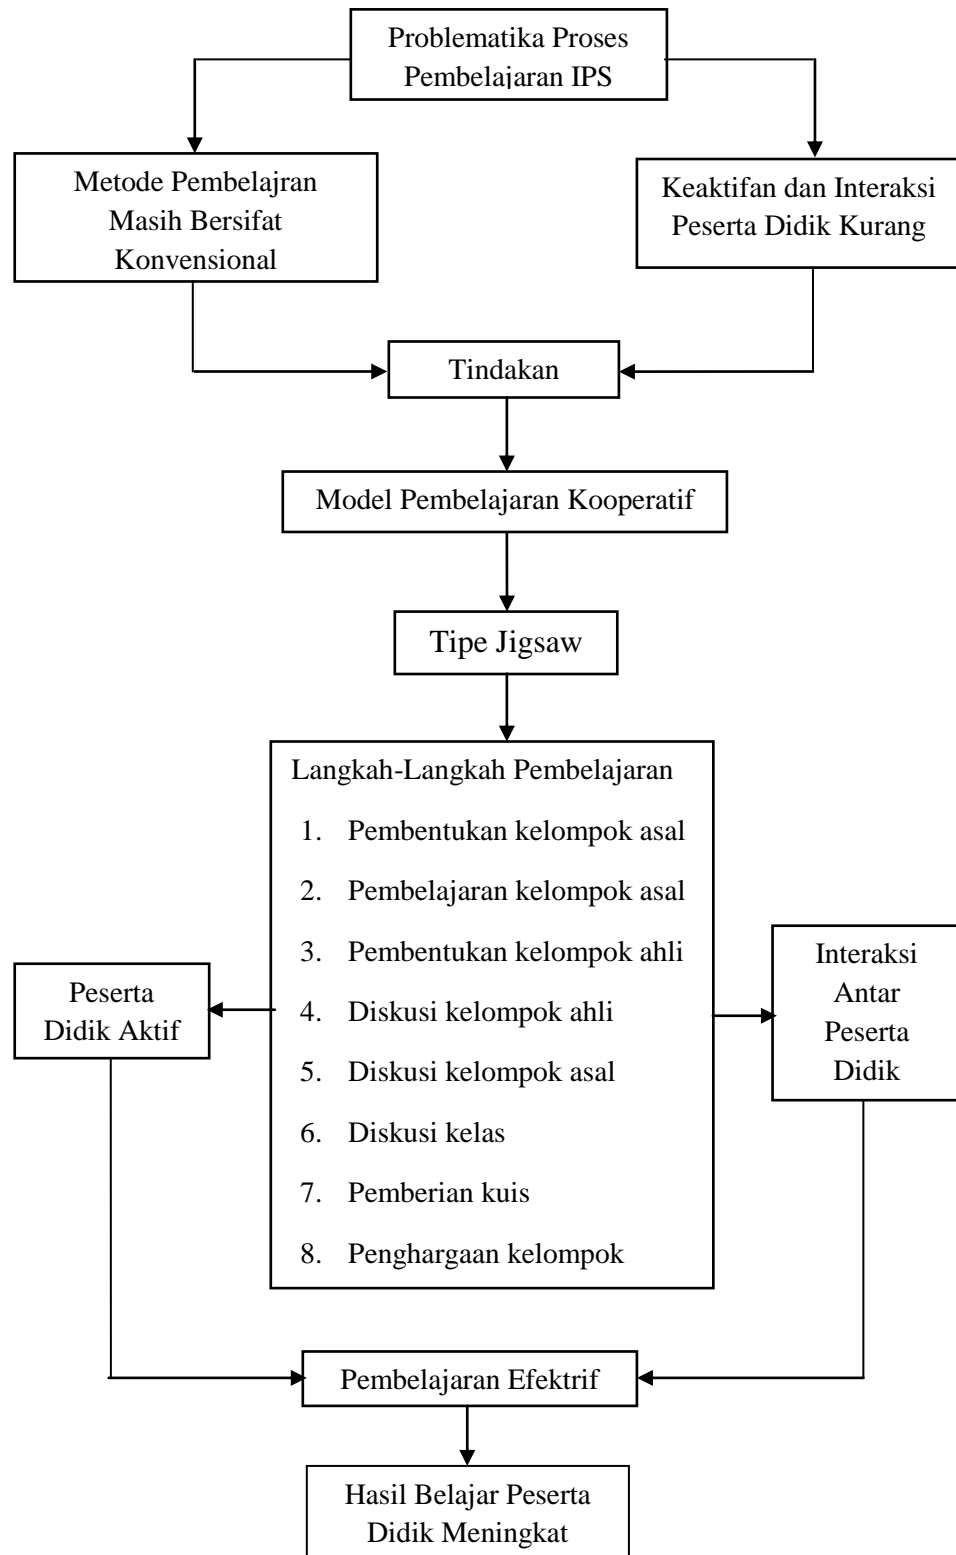 Problematika Proses
Pembelajaran IPS
Metode Pembelajran
Masih Bersifat
Konvensional
Keaktifan dan Interaksi
Peserta Didik Kurang
Tindakan
Model Pembelajaran Kooperatif
Tipe Jigsaw
Langkah-Langkah Pembelajaran
1. Pembentukan kelompok asal
2. Pembelajaran kelompok asal
3. Pembentukan kelompok ahli
4. Diskusi kelompok ahli
5. Diskusi kelompok asal
6. Diskusi kelas
7. Pemberian kuis
8. Penghargaan kelompok
Peserta
Didik Aktif
Interaksi
Antar
Peserta
Didik
Pembelajaran Efektrif
Hasil Belajar Peserta
Didik Meningkat